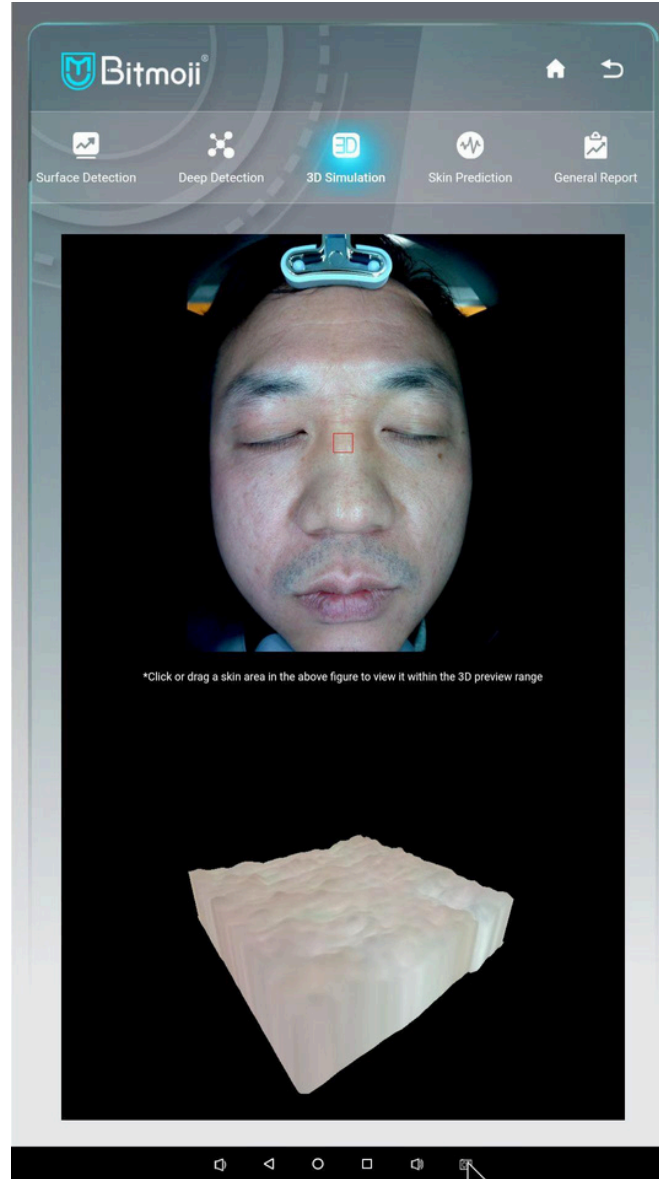 Bitmoji®
Surface Detection
Deep Detection
3D Simulation
Skin Prediction
General Report
*Click or drag a skin area in the above figure to view it within the 3D preview range